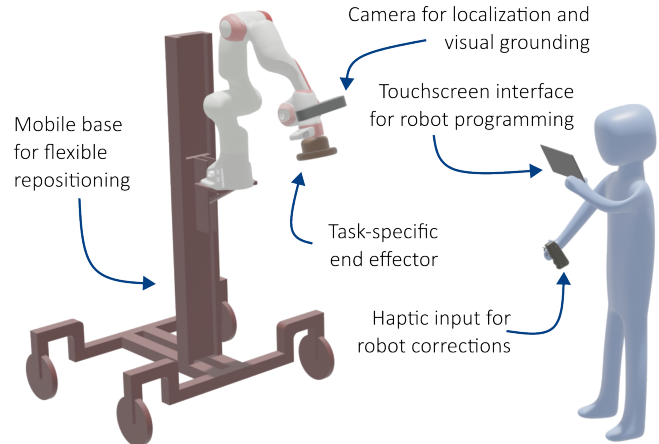 Camera for localization and
visual grounding
Touchscreen interface
for robot programming
Mobile base
for flexible
repositioning
Task-specific
end effector
Haptic input for
robot corrections